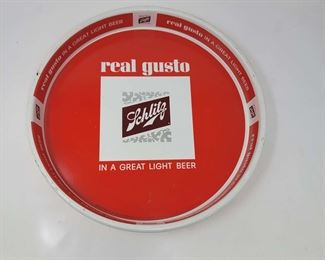 real gusto IN A GREAT LIGHT BEER
real gusto IN A GREAT LIGHT BEER
real gusto
Schlitz
IN A GREAT LIGHT BEER